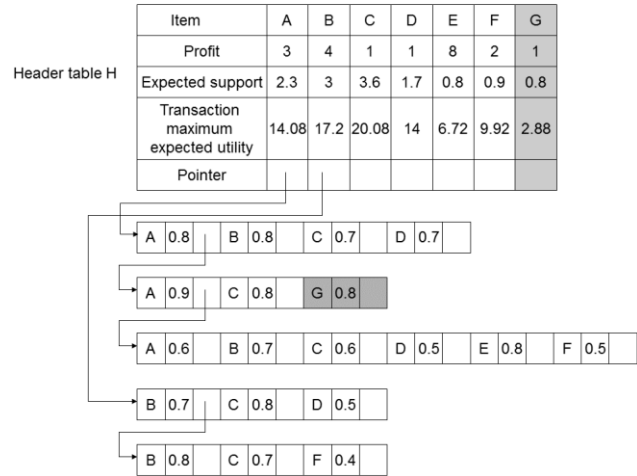 Header table H
Item A B C D E F G
Profit 3 4 1 1 8 2 1
Expected support 2.3 3 3.6 1.7 0.8 0.9 0.8
Transaction
maximum
expected utility 14.08 17.2 20.08 14 6.72 9.92 2.88
Pointer
A 0.8 B 0.8 C 0.7 D 0.7
A 0.9 C 0.8 G 0.8
A 0.6 B 0.7 C 0.6 D 0.5 E 0.8 F 0.5
B 0.7 C 0.8 D 0.5
B 0.8 C 0.7 F 0.4